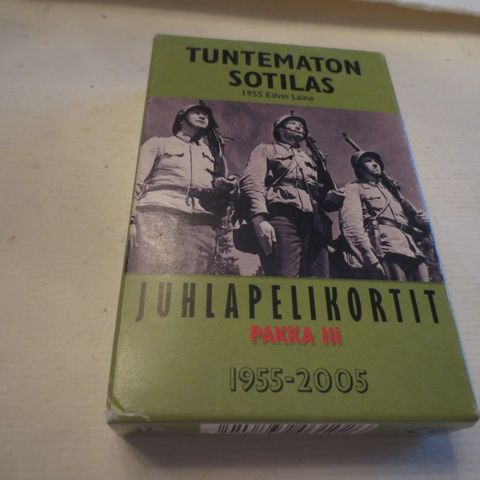 TUNTEMATON
SOTILAS
1955 Edvin Laine
JUHLAPELIKORTIT
PAKKA III
1955-2005